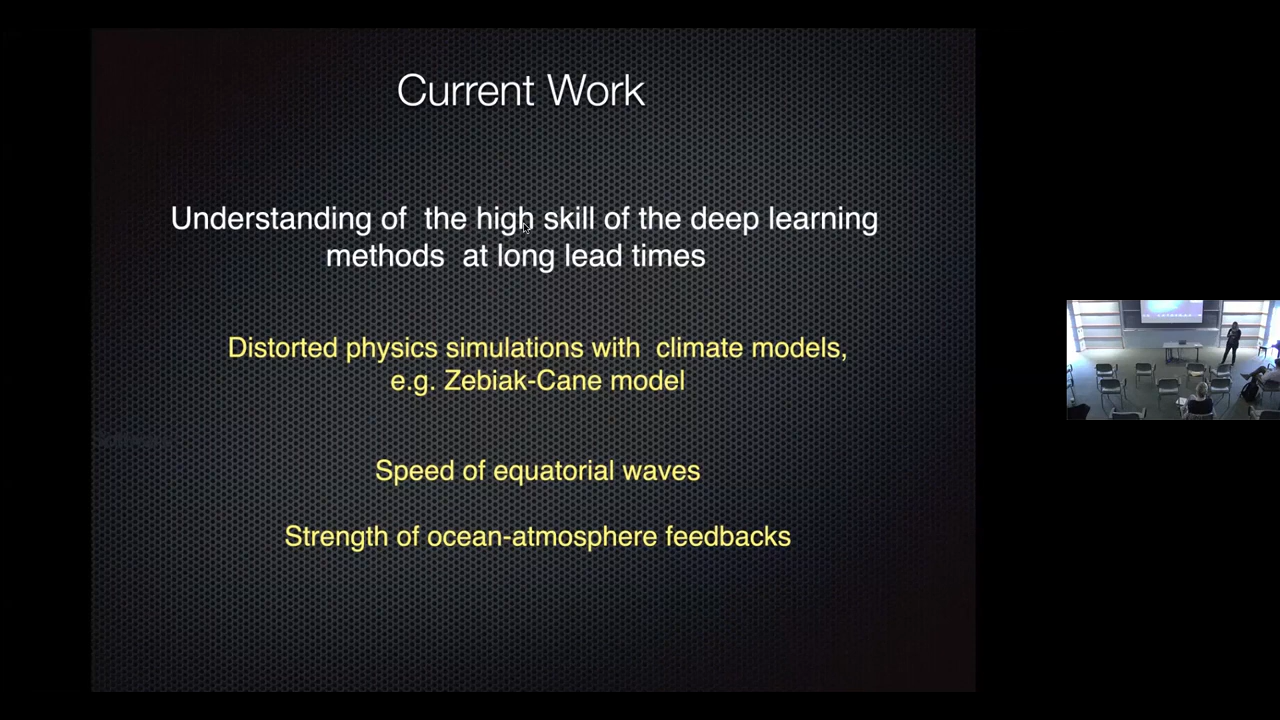 Current Work
Understanding of the high skill of the deep learning
methods at long lead times
Distorted physics simulations with climate models,
e.g. Zebiak-Cane model
Speed of equatorial waves
Strength of ocean-atmosphere feedbacks